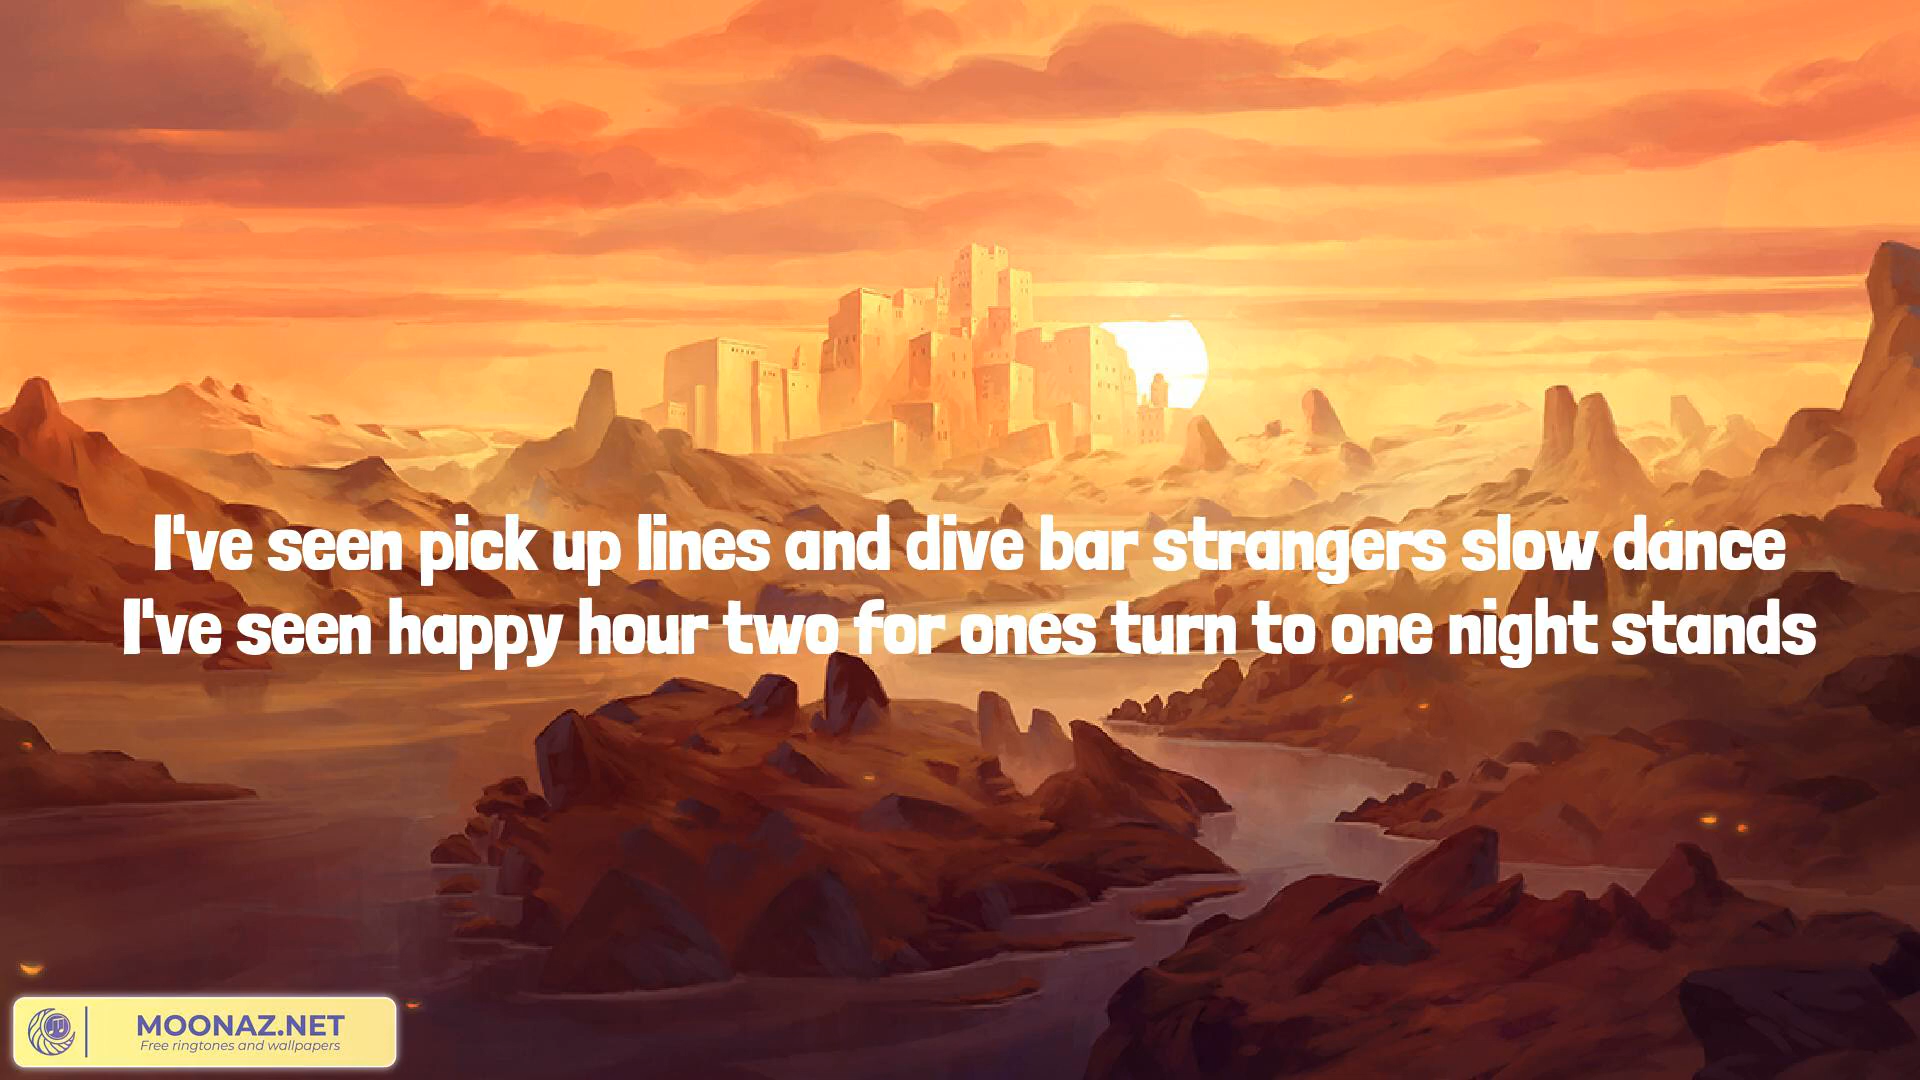 I've seen pick up lines and dive bar strangers slow dance
I've seen happy hour two for ones turn to one night stands
MOONAZ.NET
Free ringtones and wallpapers